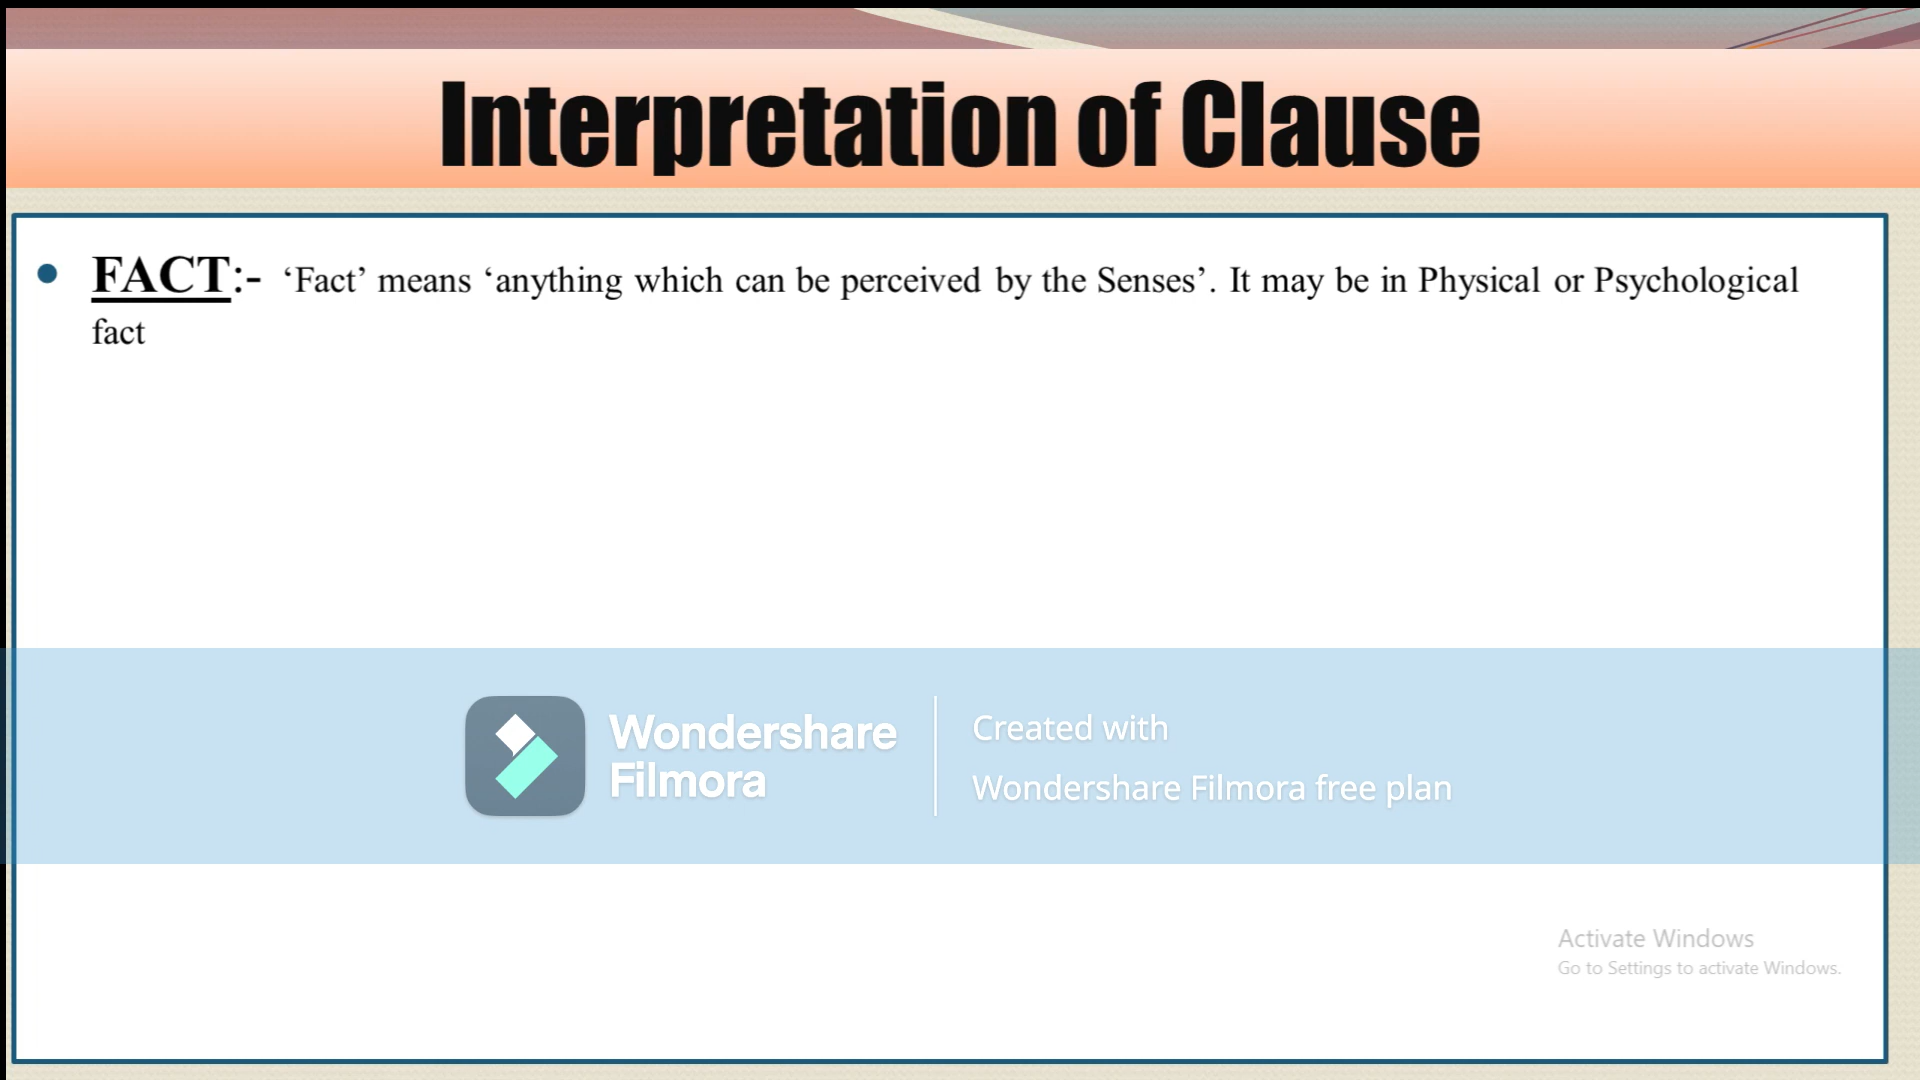 Interpretation of Clause
• FACT:- ‘Fact’ means ‘anything which can be perceived by the Senses’. It may be in Physical or Psychological
fact
Wondershare
Filmora
Created with
Wondershare Filmora free plan
Activate Windows
Go to Settings to activate Windows.